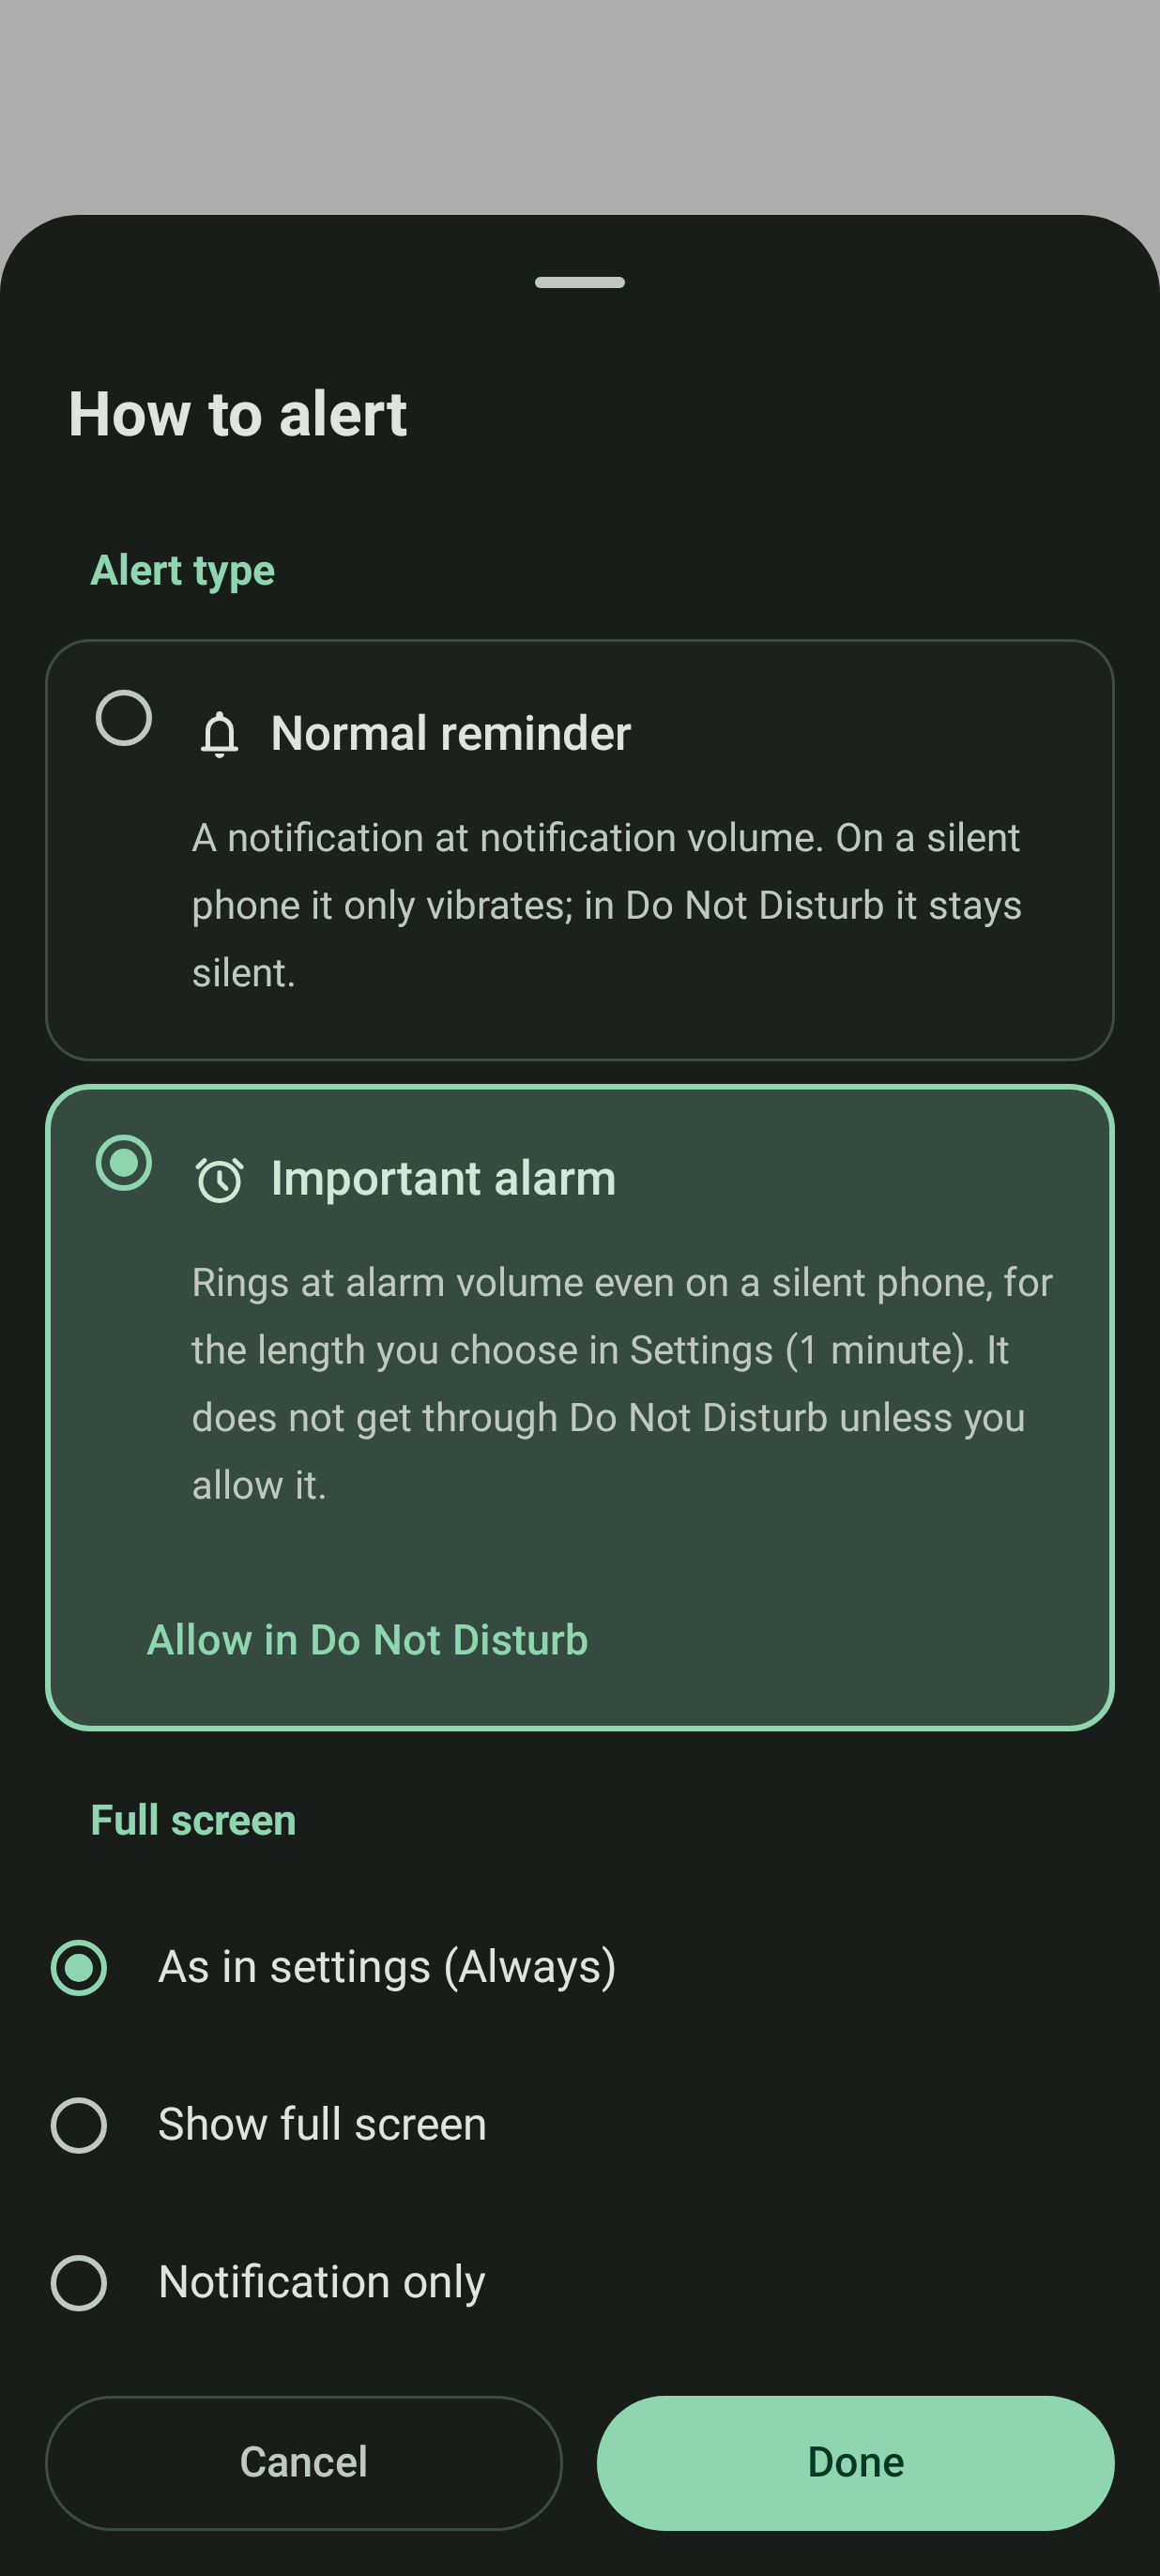 How to alert
Alert type
Normal reminder
A notification at notification volume. On a silent
phone it only vibrates; in Do Not Disturb it stays
silent.
Important alarm
Rings at alarm volume even on a silent phone, for
the length you choose in Settings (1 minute). It
does not get through Do Not Disturb unless you
allow it.
Allow in Do Not Disturb
Full screen
As in settings (Always)
Show full screen
Notification only
Cancel
Done